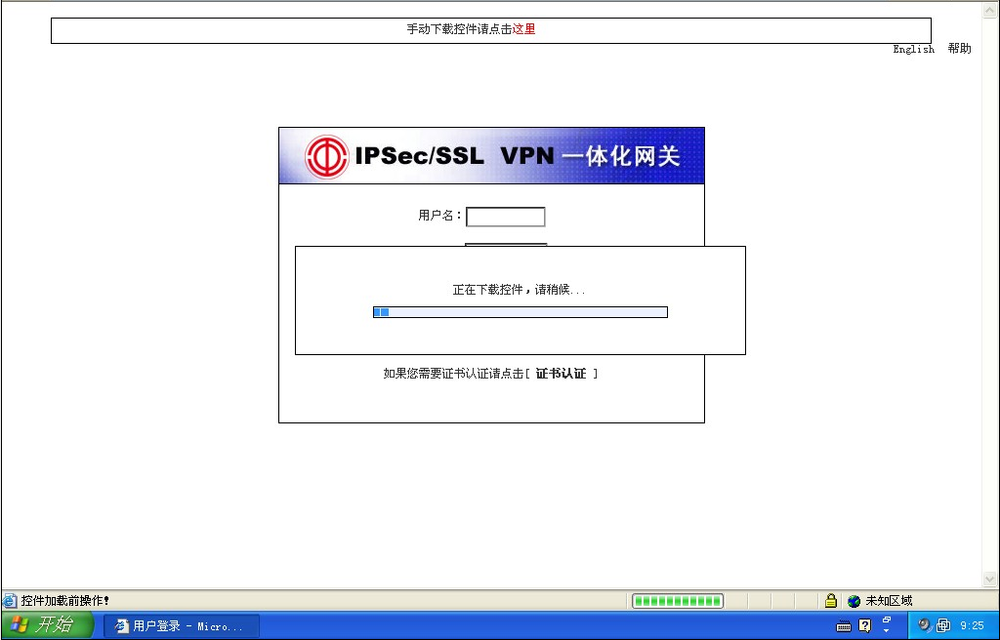 手动下载控件请点击这里
English 帮助
IPSec/SSL VPN 一体化网关
用户名：
正在下载控件，请稍候...
如果您需要证书认证请点击[ 证书认证 ]
控件加载前操作!
未知区域
开始
用户登录 - Micro...
9:25